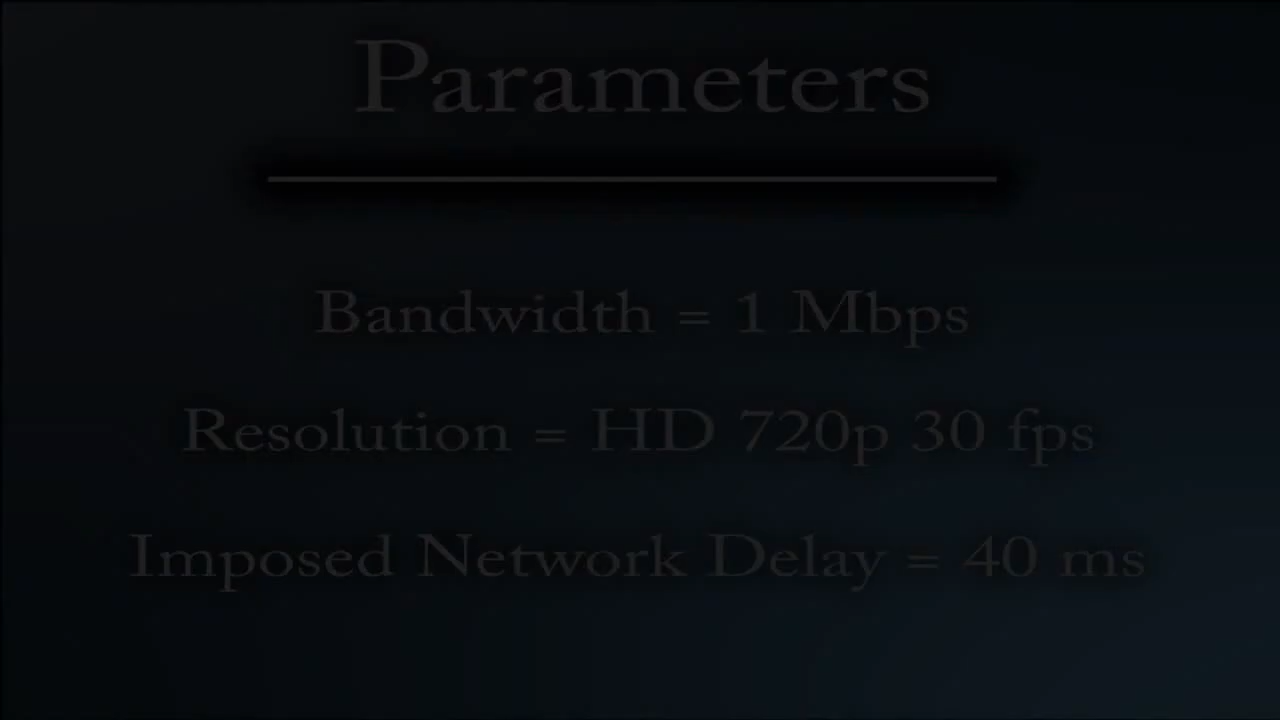 Parameters
Bandwidth = 1 Mbps
Resolution = HD 720p 30 fps
Imposed Network Delay = 40 ms